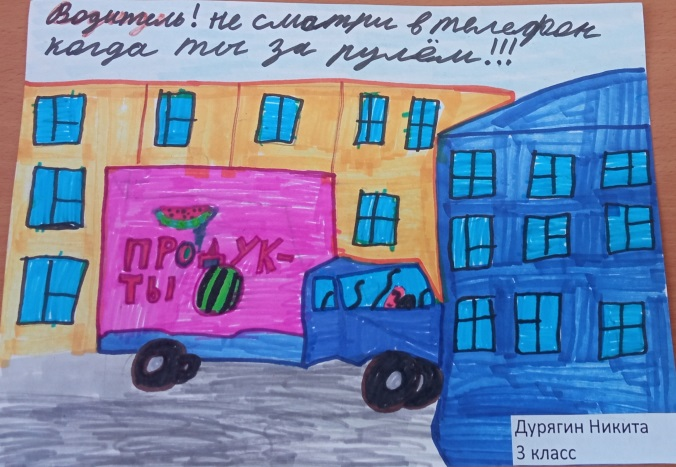 Водитель! не смотри в телефон
когда ты за рулём!!!
ПРОДУК-
ТЫ
Дурягин Никита
3 класс